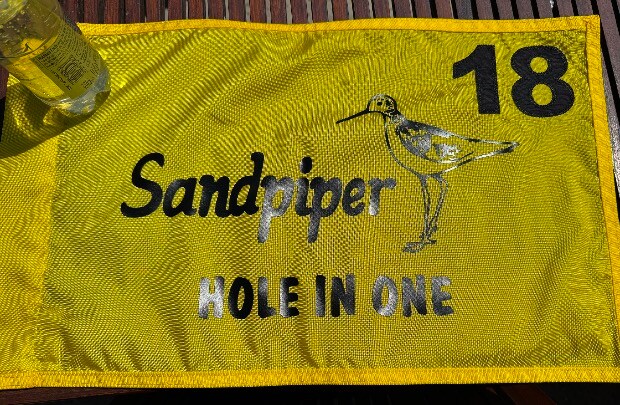 18
Sandpiper
HOLE IN ONE